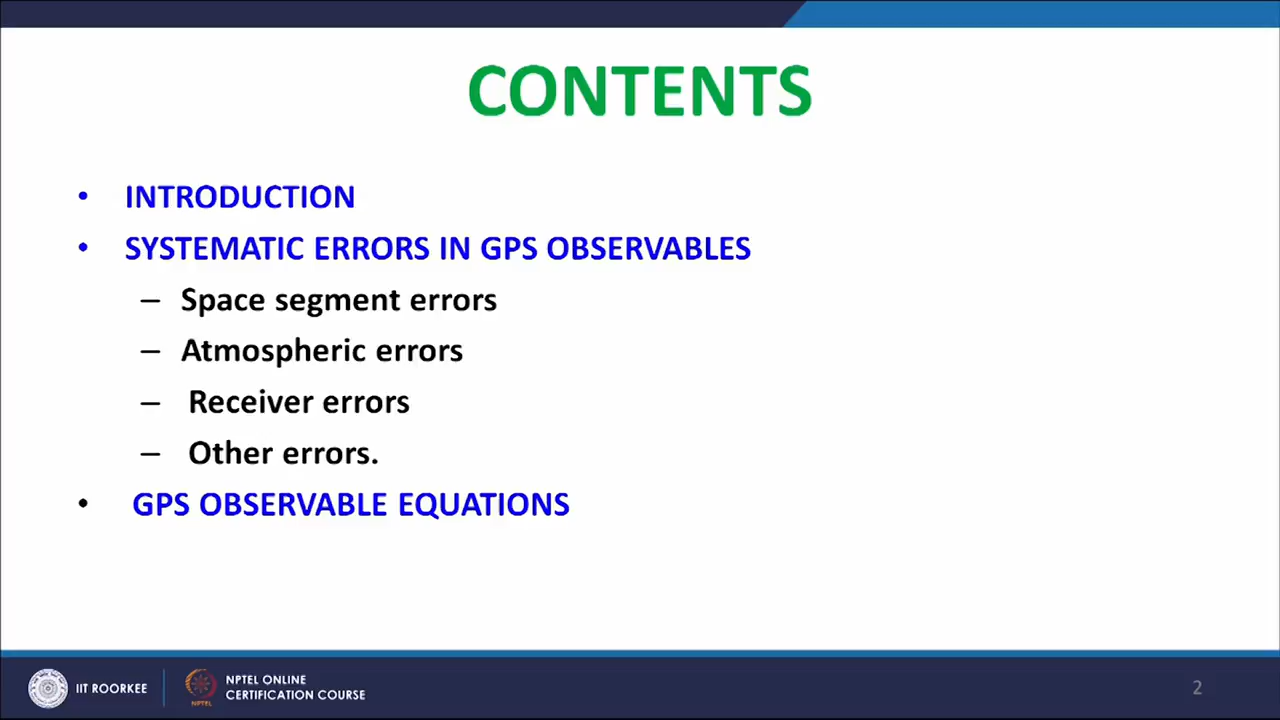 CONTENTS
• INTRODUCTION
• SYSTEMATIC ERRORS IN GPS OBSERVABLES
– Space segment errors
– Atmospheric errors
– Receiver errors
– Other errors.
• GPS OBSERVABLE EQUATIONS
IIT ROORKEE
NPTEL
NPTEL ONLINE
CERTIFICATION COURSE
2